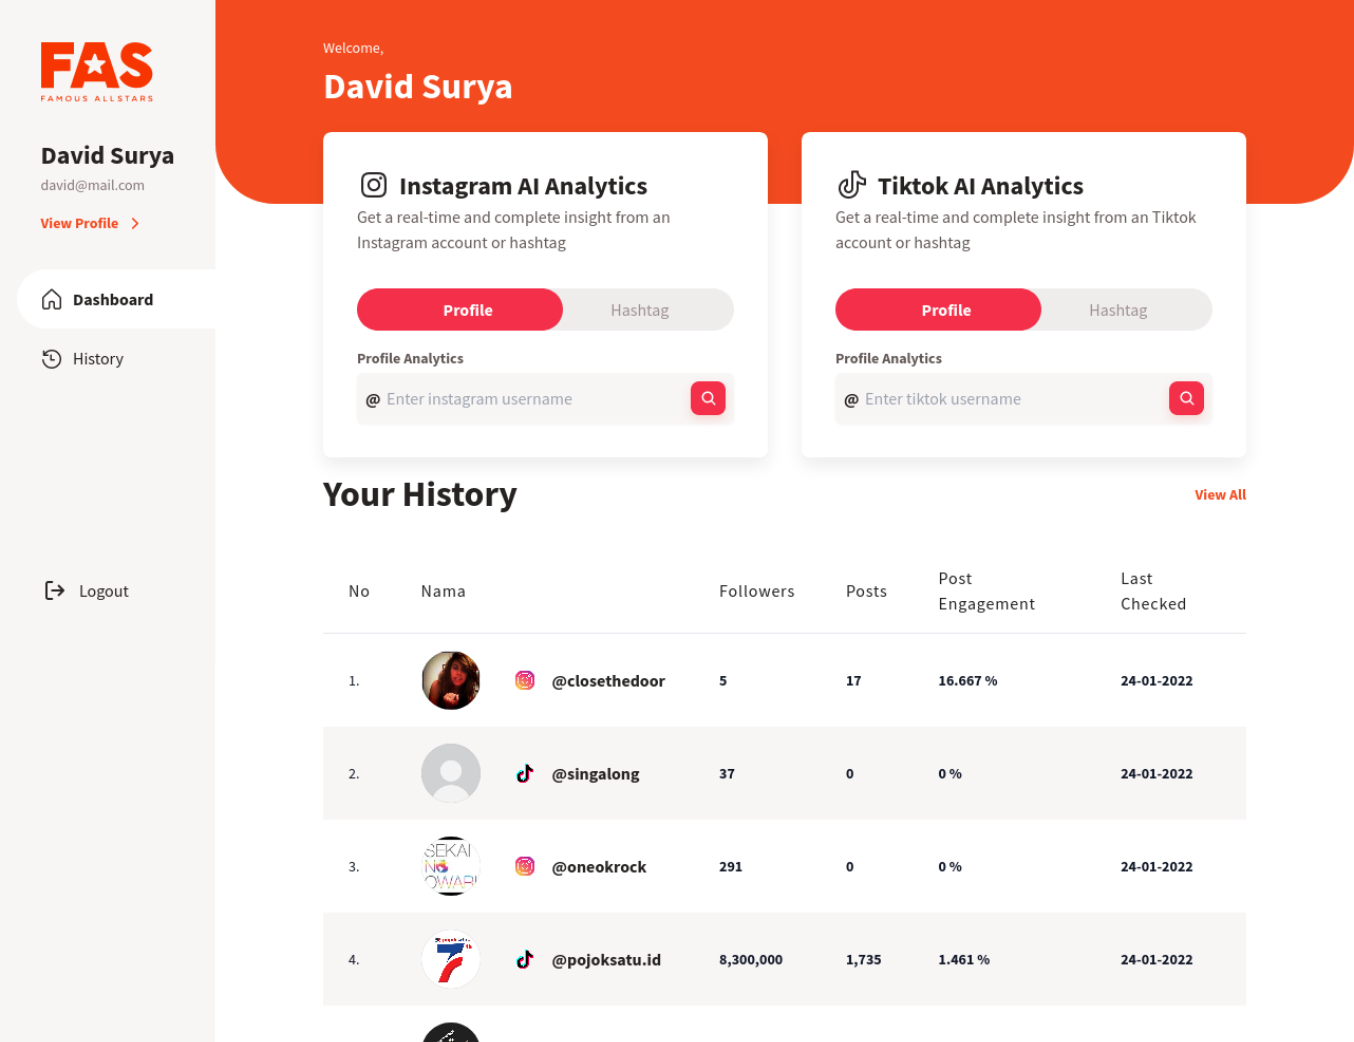 FAS
FAMOUS ALLSTARS
David Surya
david@mail.com
View Profile
Dashboard
History
Logout
Welcome,
David Surya
Instagram AI Analytics
Get a real-time and complete insight from an
Instagram account or hashtag
Profile
Hashtag
Profile Analytics
@ Enter instagram username
Tiktok AI Analytics
Get a real-time and complete insight from an Tiktok
account or hashtag
Profile
Hashtag
Profile Analytics
@ Enter tiktok username
Your History
View All
No Nama Followers Posts Post Engagement Last Checked
1. @closethedoor 5 17 16.667 % 24-01-2022
2. @singalong 37 0 0 % 24-01-2022
SEKAI
NO
OWARI
3. @oneokrock 291 0 0 % 24-01-2022
4. @pojoksatu.id 8,300,000 1,735 1.461 % 24-01-2022